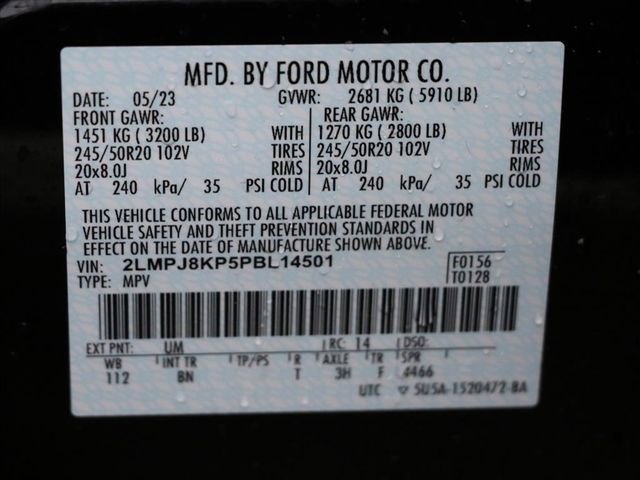 MFD. BY FORD MOTOR CO.
DATE: 05/23 GVWR: 2681 KG ( 5910 LB)
FRONT GAWR: REAR GAWR:
1451 KG ( 3200 LB) WITH 1270 KG ( 2800 LB) WITH
245/50R20 102V TIRES 245/50R20 102V TIRES
20x8.0J RIMS 20x8.0J RIMS
AT 240 kPa/ 35 PSI COLD AT 240 kPa/ 35 PSI COLD
THIS VEHICLE CONFORMS TO ALL APPLICABLE FEDERAL MOTOR
VEHICLE SAFETY AND THEFT PREVENTION STANDARDS IN
EFFECT ON THE DATE OF MANUFACTURE SHOWN ABOVE.
VIN: 2LMPJ8KP5PBL14501 F0156
TYPE: MPV T0128
EXT PNT: UM RC: 14 DSO:
WB INT TR TP/PS R AXLE TR SPR
112 BN T 3H F 4466
UTC ▽ 5U5A-1520472-BA